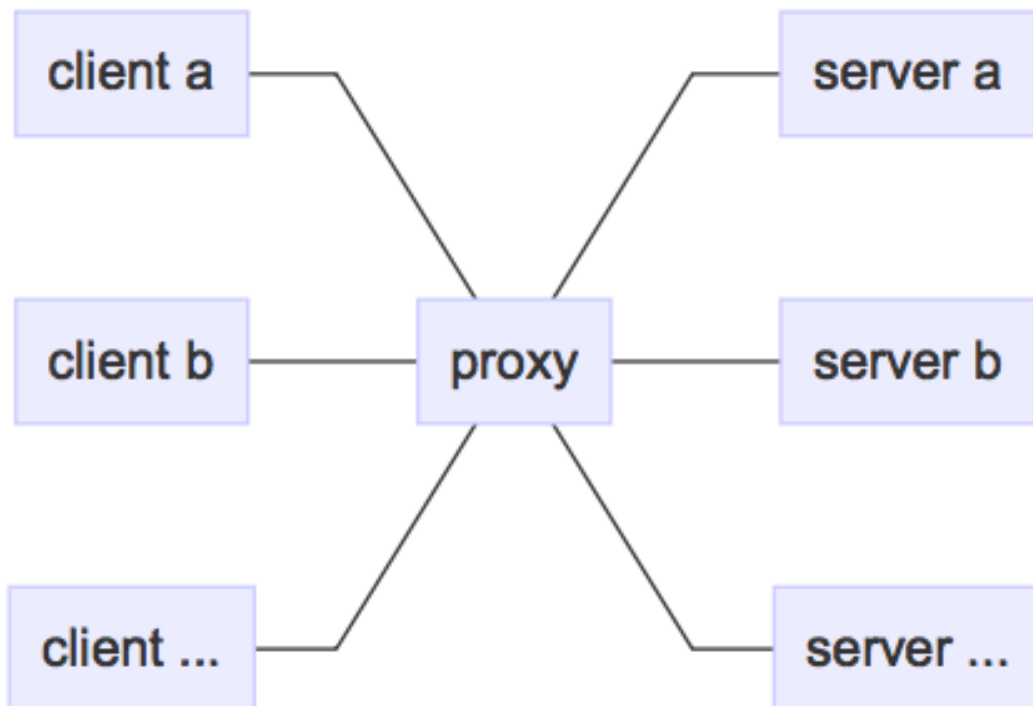 client a
server a
client b
proxy
server b
client ...
server ...